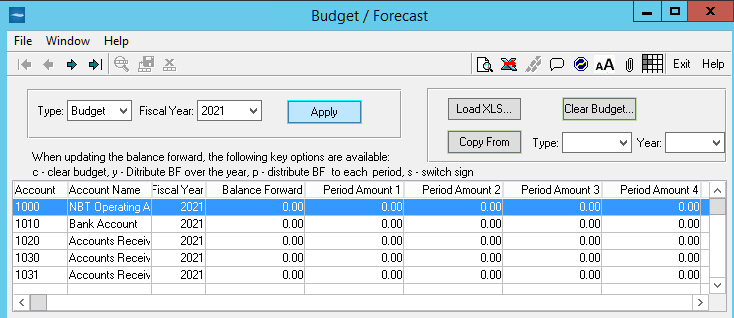 Budget / Forecast
File Window Help
AA Exit Help
Type: Budget Fiscal Year: 2021 Apply
Load XLS... Clear Budget...
Copy From Type: Year:
When updating the balance forward, the following key options are available:
c - clear budget, y - Ditribute BF over the year, p - distribute BF to each period, s - switch sign
Account Account Name Fiscal Year Balance Forward Period Amount 1 Period Amount 2 Period Amount 3 Period Amount 4
1000 NBT Operating A 2021 0.00 0.00 0.00 0.00 0.00
1010 Bank Account 2021 0.00 0.00 0.00 0.00 0.00
1020 Accounts Receiv 2021 0.00 0.00 0.00 0.00 0.00
1030 Accounts Receiv 2021 0.00 0.00 0.00 0.00 0.00
1031 Accounts Receiv 2021 0.00 0.00 0.00 0.00 0.00